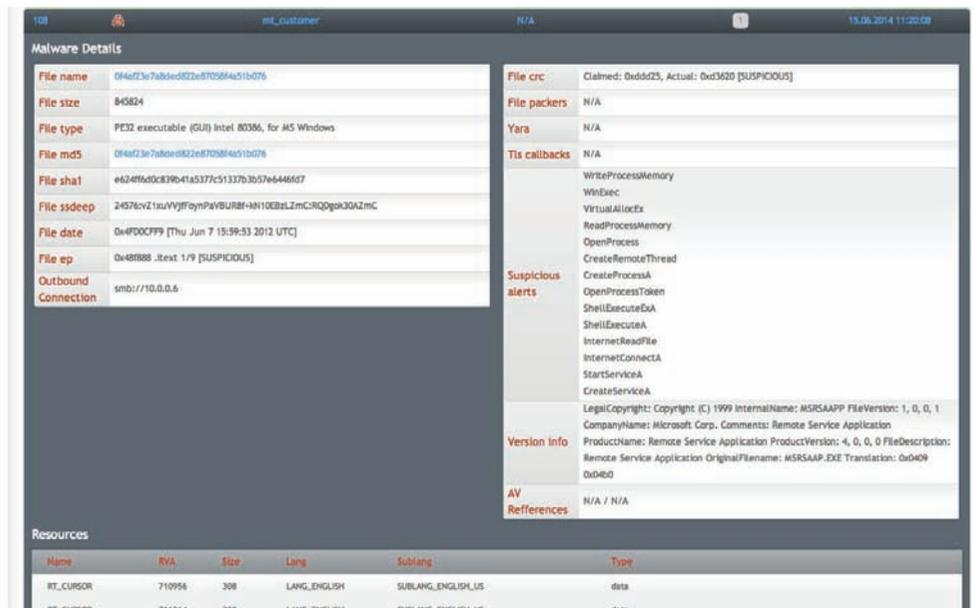 108 mt_customer N/A 1 15.06.2014 11:20:08
Malware Details
File name 0f4af23e7a8ded822e87058f4a51b076
File size 845824
File type PE32 executable (GUI) Intel 80386, for MS Windows
File md5 0f4af23e7a8ded822e87058f4a51b076
File sha1 e624ff6d0c839b41a5377c51337b3b57e6446fd7
File ssdeep
File date 0x4FD0CFF9 [Thu Jun 7 15:59:53 2012 UTC]
File ep 0x48f888 .itext 1/9 [SUSPICIOUS]
Outbound
Connection smb://10.0.0.6
File crc Claimed: 0xddd25, Actual: 0xd3620 [SUSPICIOUS]
File packers N/A
Yara N/A
Tls callbacks N/A
Suspicious
alerts
WriteProcessMemory
WinExec
VirtualAllocEx
ReadProcessMemory
OpenProcess
CreateRemoteThread
CreateProcessA
OpenProcessToken
ShellExecuteExA
ShellExecuteA
InternetReadFile
InternetConnectA
StartServiceA
CreateServiceA
Version info
LegalCopyright: Copyright (C) 1999 InternalName: MSRSAAPP FileVersion: 1, 0, 0, 1
CompanyName: Microsoft Corp. Comments: Remote Service Application
ProductName: Remote Service Application ProductVersion: 4, 0, 0, 0 FileDescription:
Remote Service Application OriginalFilename: MSRSAAP.EXE Translation: 0x0409
0x04b0
AV
Refferences N/A / N/A
Resources
Name RVA Size Lang Sublang Type
RT_CURSOR 710956 308 LANG_ENGLISH SUBLANG_ENGLISH_US data